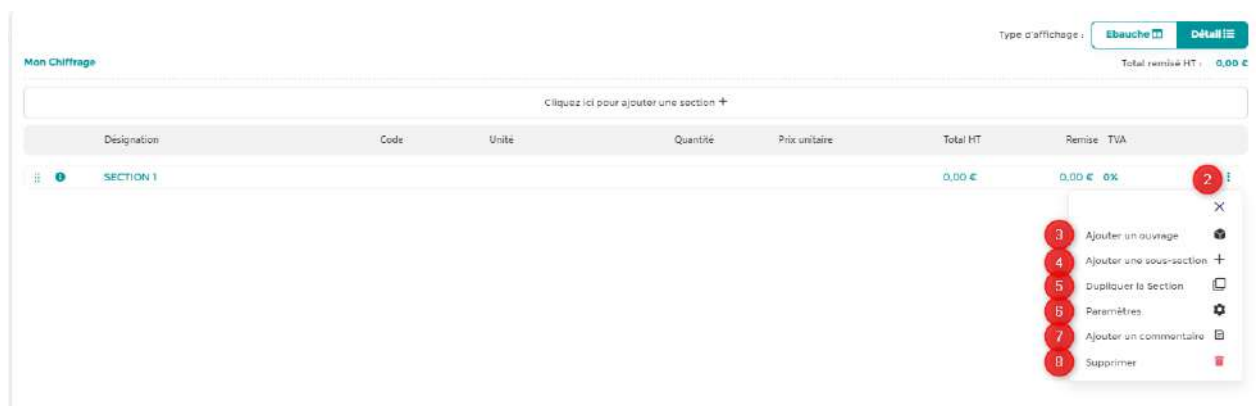 Type d'affichage : Ebauche Détail
Mon Chiffrage Total remisé HT : 0,00 €
Cliquez ici pour ajouter une section +
Désignation Code Unité Quantité Prix unitaire Total HT Remise TVA
SECTION 1 0,00 € 0,00 € 0% 2
3 Ajouter un ouvrage
4 Ajouter une sous-section +
5 Dupliquer la Section
6 Paramètres
7 Ajouter un commentaire
8 Supprimer